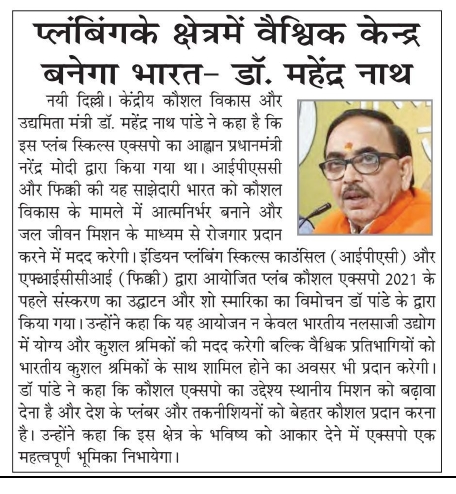 प्लंबिंगके क्षेत्रमें वैश्विक केन्द्र
बनेगा भारत- डॉ. महेंद्र नाथ
नयी दिल्ली। केंद्रीय कौशल विकास और
उद्यमिता मंत्री डॉ. महेंद्र नाथ पांडे ने कहा है कि
इस प्लंब स्किल्स एक्सपो का आह्वान प्रधानमंत्री
नरेंद्र मोदी द्वारा किया गया था। आईपीएससी
और फिक्की की यह साझेदारी भारत को कौशल
विकास के मामले में आत्मनिर्भर बनाने और
जल जीवन मिशन के माध्यम से रोजगार प्रदान
करने में मदद करेगी। इंडियन प्लंबिंग स्किल्स काउंसिल (आईपीएसी) और
एफआईसीसीआई (फिक्की) द्वारा आयोजित प्लंब कौशल एक्सपो 2021 के
पहले संस्करण का उद्घाटन और शो स्मारिका का विमोचन डॉ पांडे के द्वारा
किया गया। उन्होंने कहा कि यह आयोजन न केवल भारतीय नलसाजी उद्योग
में योग्य और कुशल श्रमिकों की मदद करेगी बल्कि वैश्विक प्रतिभागियों को
भारतीय कुशल श्रमिकों के साथ शामिल होने का अवसर भी प्रदान करेगी।
डॉ पांडे ने कहा कि कौशल एक्सपो का उद्देश्य स्थानीय मिशन को बढ़ावा
देना है और देश के प्लंबर और तकनीशियनों को बेहतर कौशल प्रदान करना
है। उन्होंने कहा कि इस क्षेत्र के भविष्य को आकार देने में एक्सपो एक
महत्वपूर्ण भूमिका निभायेगा।